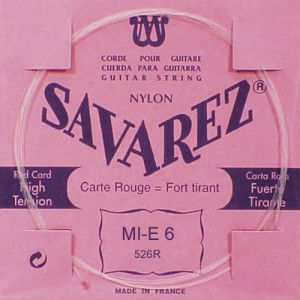 CORDE POUR GUITARE
CUERDA PARA GUITARRA
GUITAR STRING
NYLON
SAVAREZ®
Red Card
High
Tension
Carte Rouge = Fort tirant
Carta Roja
Fuerte
Tirante
MI-E 6
526R
MADE IN FRANCE